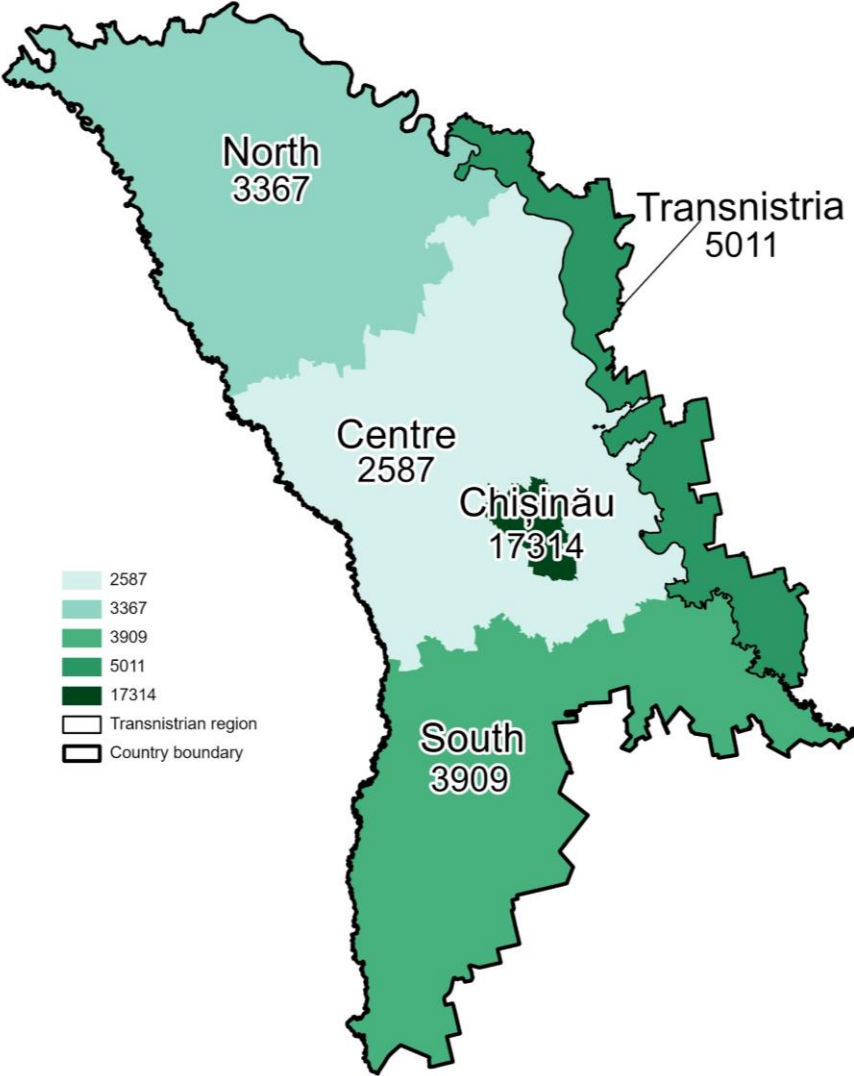 North
3367
Transnistria
5011
Centre
2587
Chișinău
17314
2587
3367
3909
5011
17314
Transnistrian region
Country boundary
South
3909